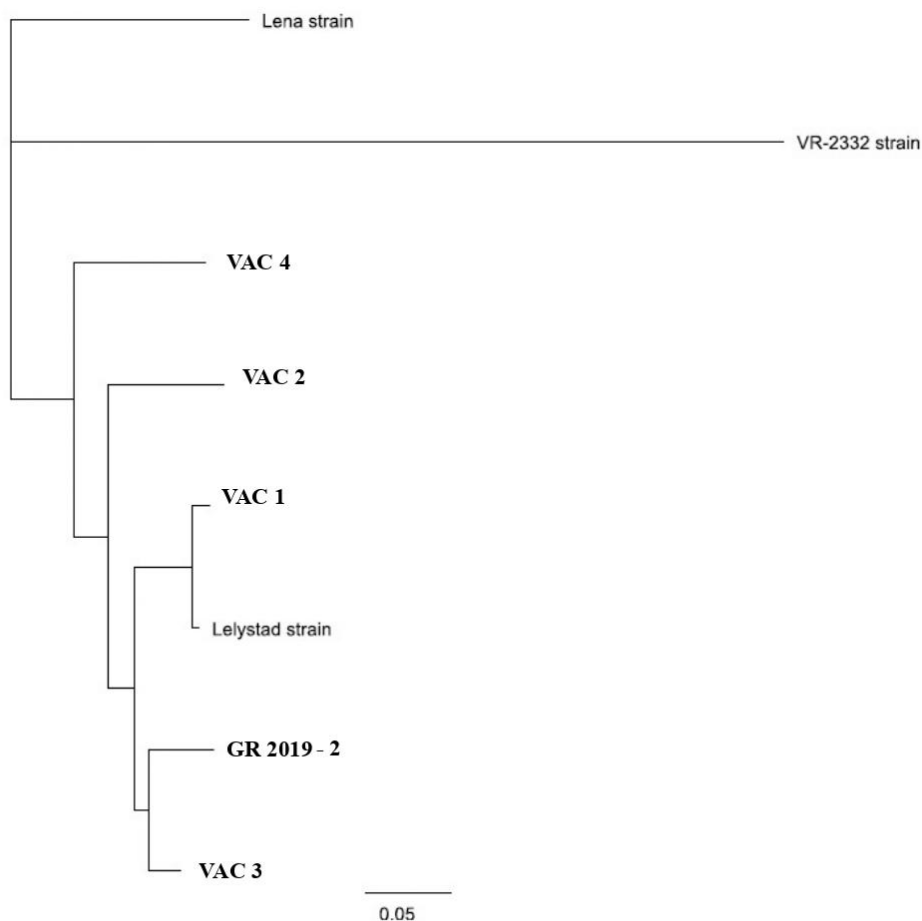 Lena strain
VR-2332 strain
VAC 4
VAC 2
VAC 1
Lelystad strain
GR 2019 - 2
VAC 3
0.05